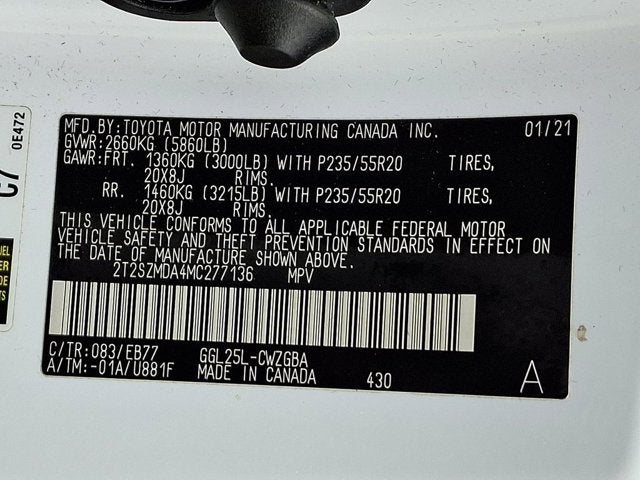 MFD.BY:TOYOTA MOTOR MANUFACTURING CANADA INC. 01/21
GVWR:2660KG (5860LB)
GAWR:FRT. 1360KG (3000LB) WITH P235/55R20 TIRES,
20X8J RIMS.
RR. 1460KG (3215LB) WITH P235/55R20 TIRES,
20X8J RIMS.
THIS VEHICLE CONFORMS TO ALL APPLICABLE FEDERAL MOTOR
VEHICLE SAFETY AND THEFT PREVENTION STANDARDS IN EFFECT ON
THE DATE OF MANUFACTURE SHOWN ABOVE.
2T2SZMDA4MC277136 MPV
C/TR:083/EB77 GGL25L-CWZGBA
A/TM:-01A/U881F MADE IN CANADA 430 A
0E472
C7